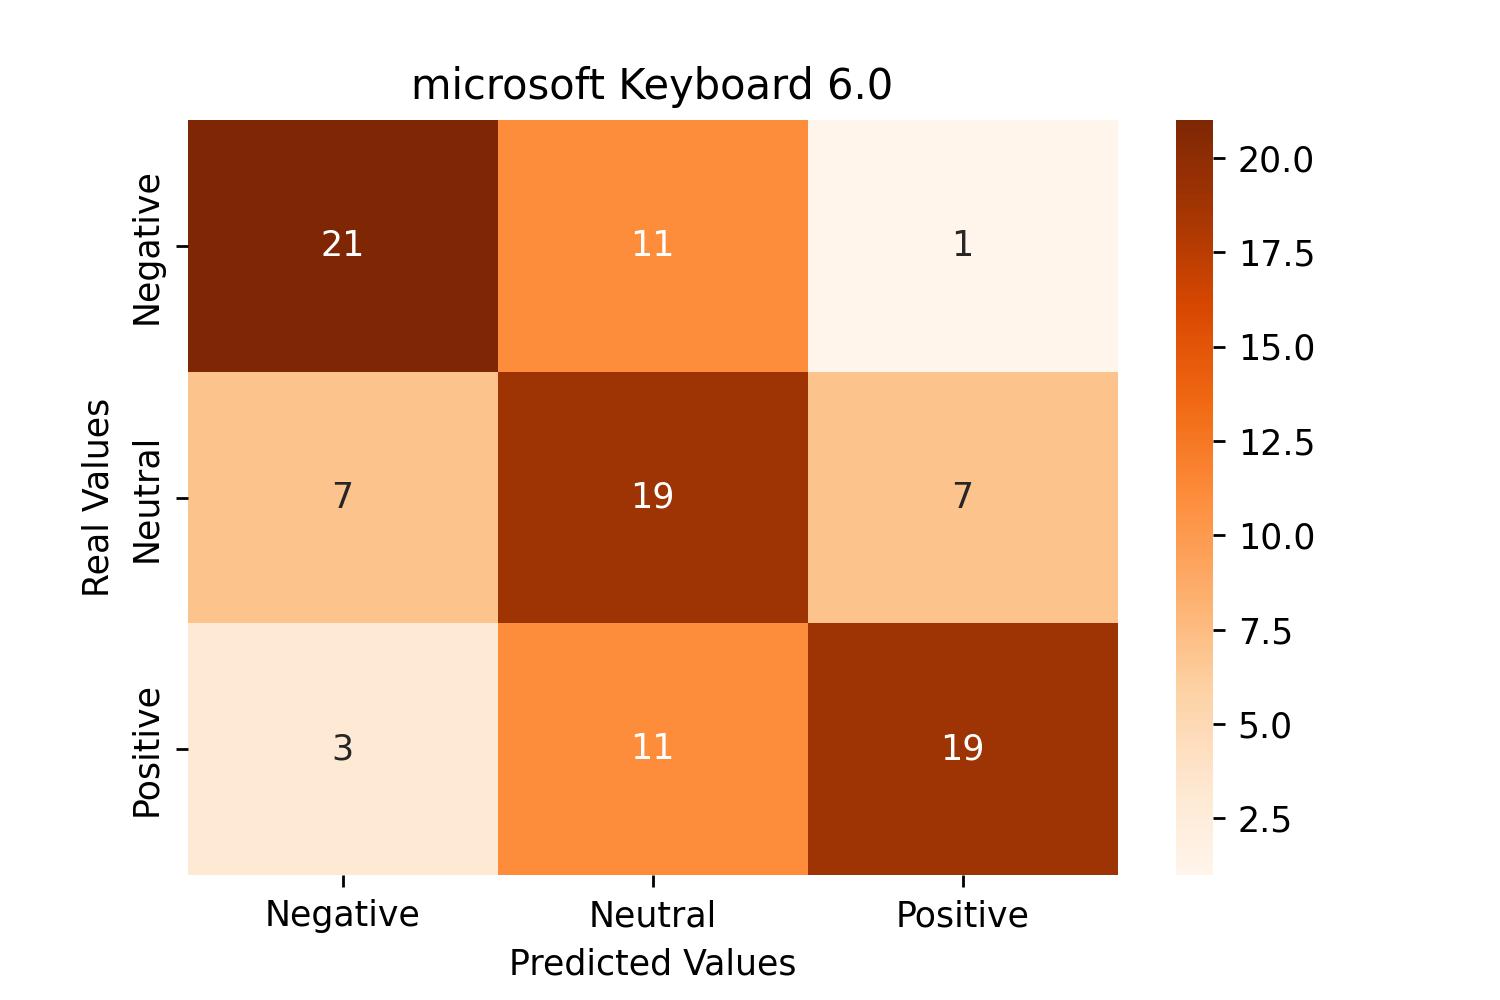 microsoft Keyboard 6.0
Real Values
Negative
21 11 1
Neutral
7 19 7
Positive
3 11 19
Negative Neutral Positive
Predicted Values
20.0
17.5
15.0
12.5
10.0
7.5
5.0
2.5